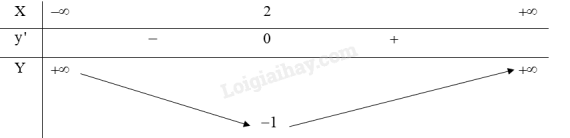 X −∞ 2 +∞
y' − 0 +
Y +∞ +∞
Loigiaihay.com
−1